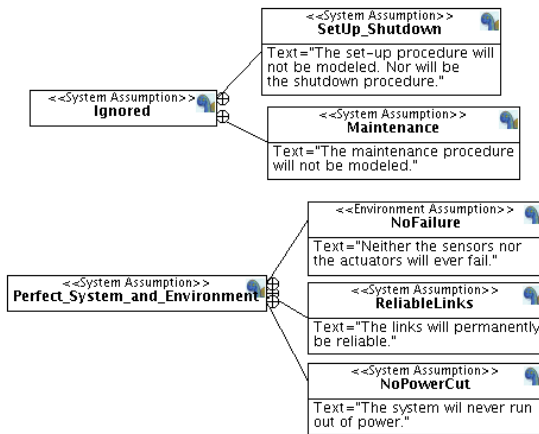 <<System Assumption>>
SetUp_Shutdown
Text="The set-up procedure will
not be modeled. Nor will be
the shutdown procedure."
<<System Assumption>>
Ignored
<<System Assumption>>
Maintenance
Text="The maintenance procedure
will not be modeled."
<<Environment Assumption>>
NoFailure
Text="Neither the sensors nor
the actuators will ever fail."
<<System Assumption>>
Perfect_System_and_Environment
<<System Assumption>>
ReliableLinks
Text="The links will permanently
be reliable."
<<System Assumption>>
NoPowerCut
Text="The system wil never run
out of power."